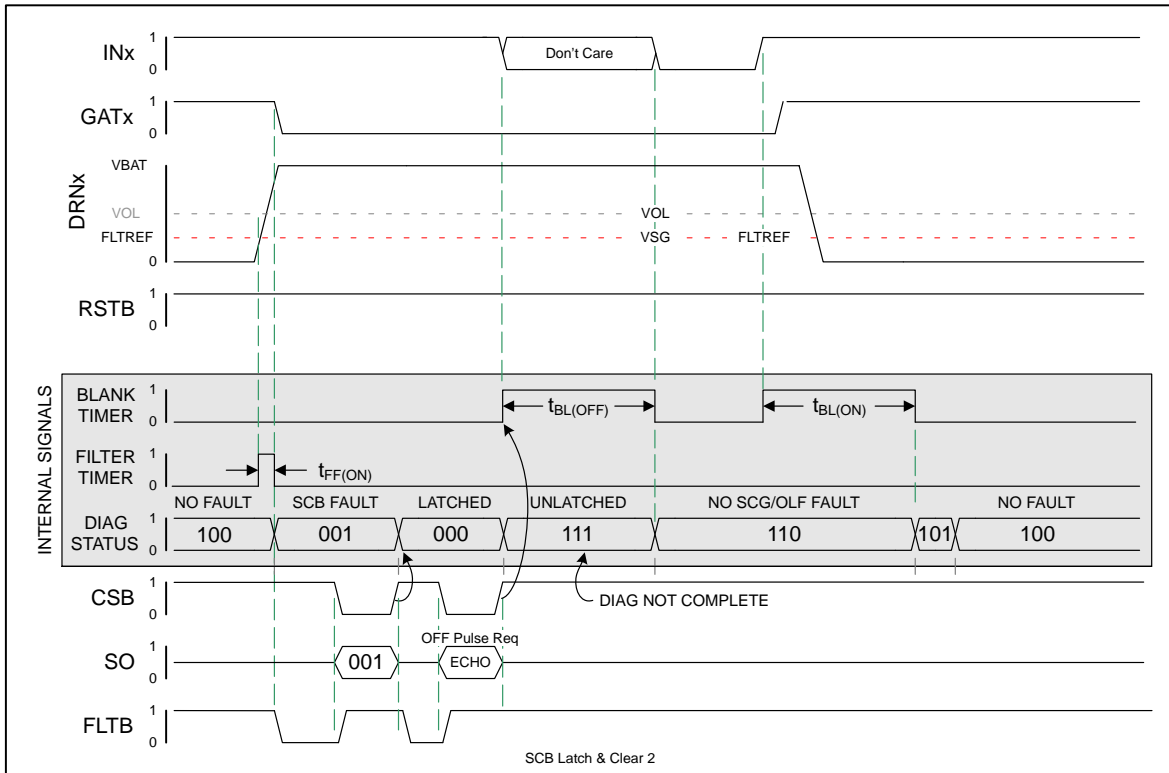 INx 1 0 Don't Care
GATx 1 0
DRNx VBAT
VOL VOL
FLTREF VSG FLTREF
0
RSTB 1 0
INTERNAL SIGNALS
BLANK TIMER 1 0 tBL(OFF) tBL(ON)
FILTER TIMER 1 0 tFF(ON)
NO FAULT SCB FAULT LATCHED UNLATCHED NO SCG/OLF FAULT NO FAULT
DIAG STATUS 1 0 100 001 000 111 110 101 100
CSB 1 0 DIAG NOT COMPLETE
OFF Pulse Req
SO 1 0 001 ECHO
FLTB 1 0
SCB Latch & Clear 2